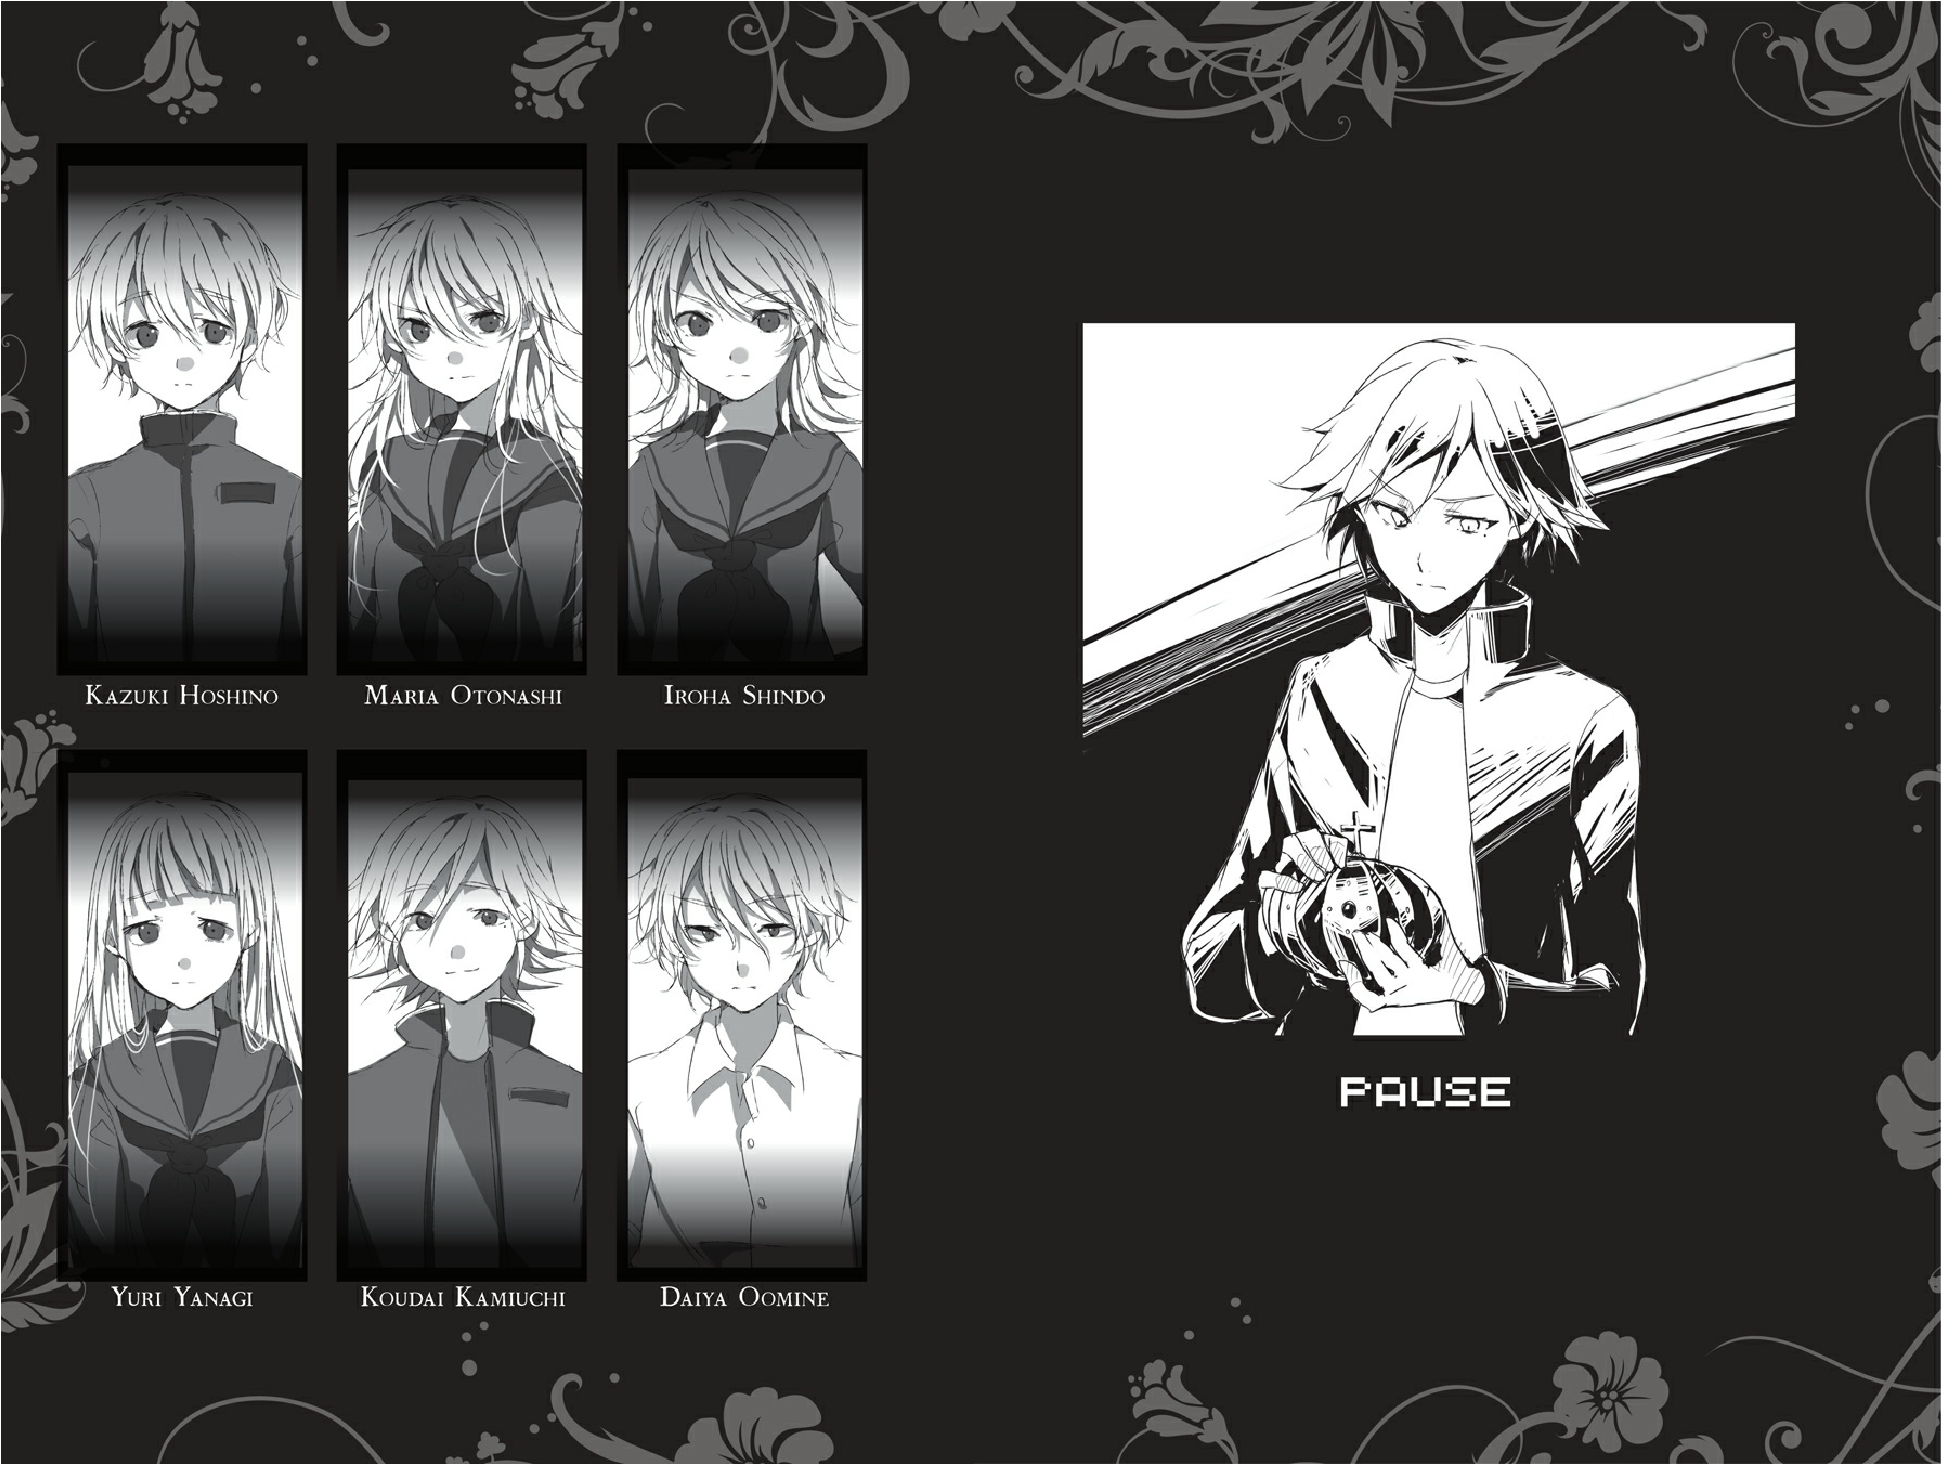 Kazuki Hoshino
Maria Otonashi
Iroha Shindo
Yuri Yanagi
Koudai Kamiuchi
Daiya Oomine
PAUSE